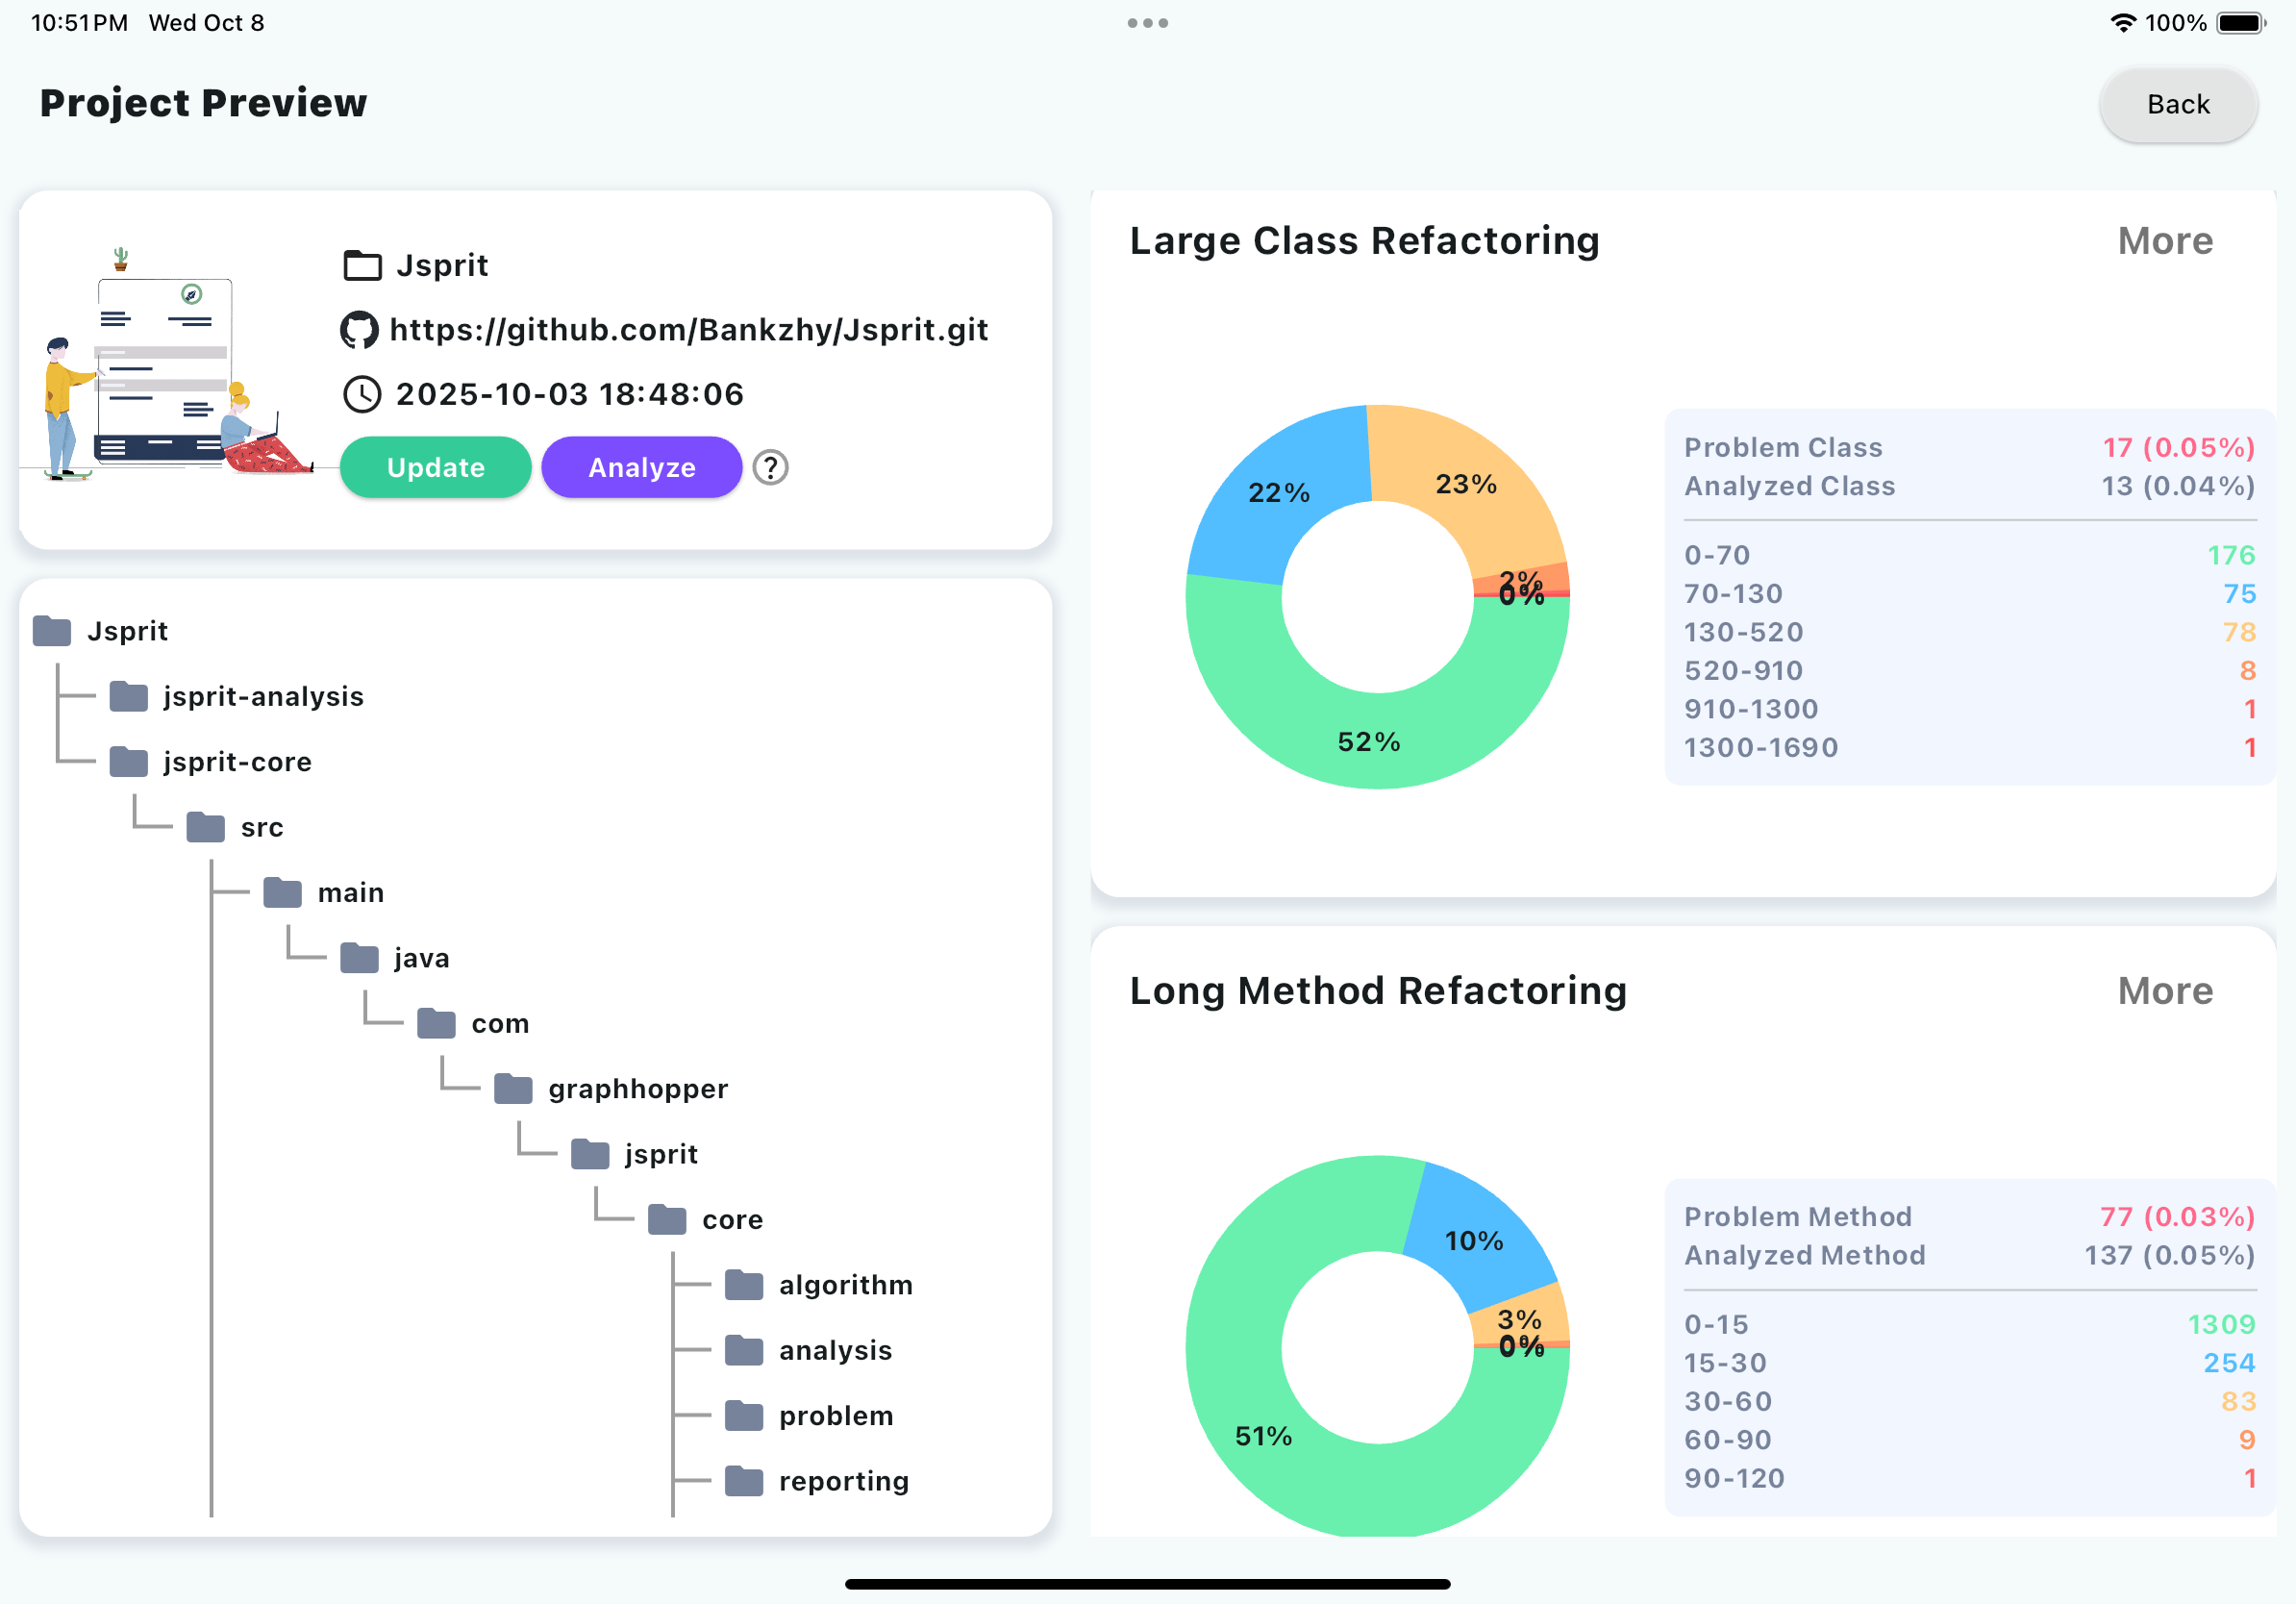 10:51 PM Wed Oct 8
100%
Project Preview
Back
Jsprit
https://github.com/Bankzhy/Jsprit.git
2025-10-03 18:48:06
Update
Analyze
?
Jsprit
jsprit-analysis
jsprit-core
src
main
java
com
graphhopper
jsprit
core
algorithm
analysis
problem
reporting
Large Class Refactoring
More
22%
23%
2%
0%
52%
Problem Class 17 (0.05%)
Analyzed Class 13 (0.04%)
0-70 176
70-130 75
130-520 78
520-910 8
910-1300 1
1300-1690 1
Long Method Refactoring
More
10%
3%
0%
51%
Problem Method 77 (0.03%)
Analyzed Method 137 (0.05%)
0-15 1309
15-30 254
30-60 83
60-90 9
90-120 1